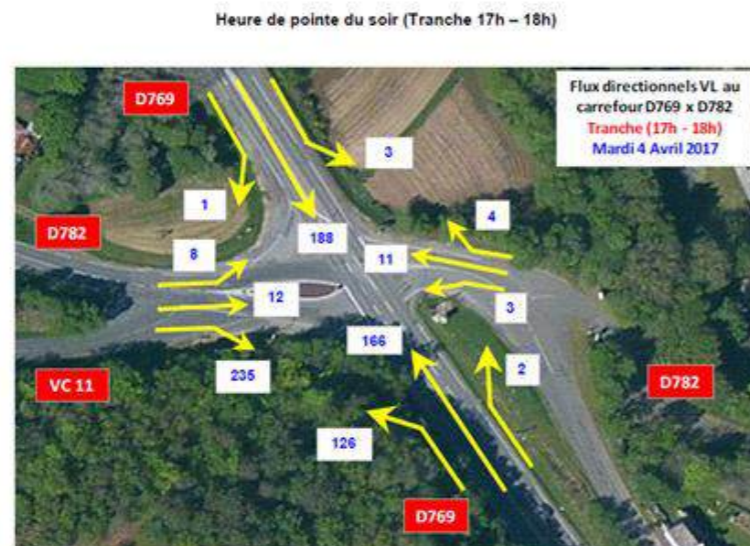 Heure de pointe du soir (Tranche 17h – 18h)
Flux directionnels VL au
carrefour D769 x D782
Tranche (17h - 18h)
Mardi 4 Avril 2017
D769
3
1
4
D782
188
8
11
12
3
166
235
2
VC 11
D782
126
D769